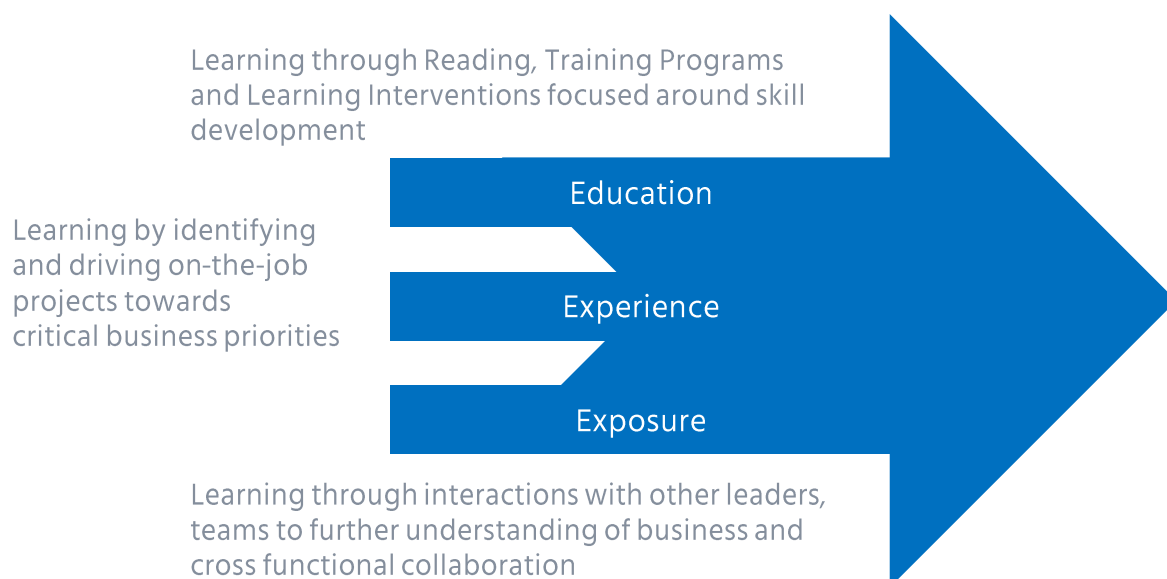 Learning through Reading, Training Programs
and Learning Interventions focused around skill
development
Education
Learning by identifying
and driving on-the-job
projects towards
critical business priorities
Experience
Exposure
Learning through interactions with other leaders,
teams to further understanding of business and
cross functional collaboration